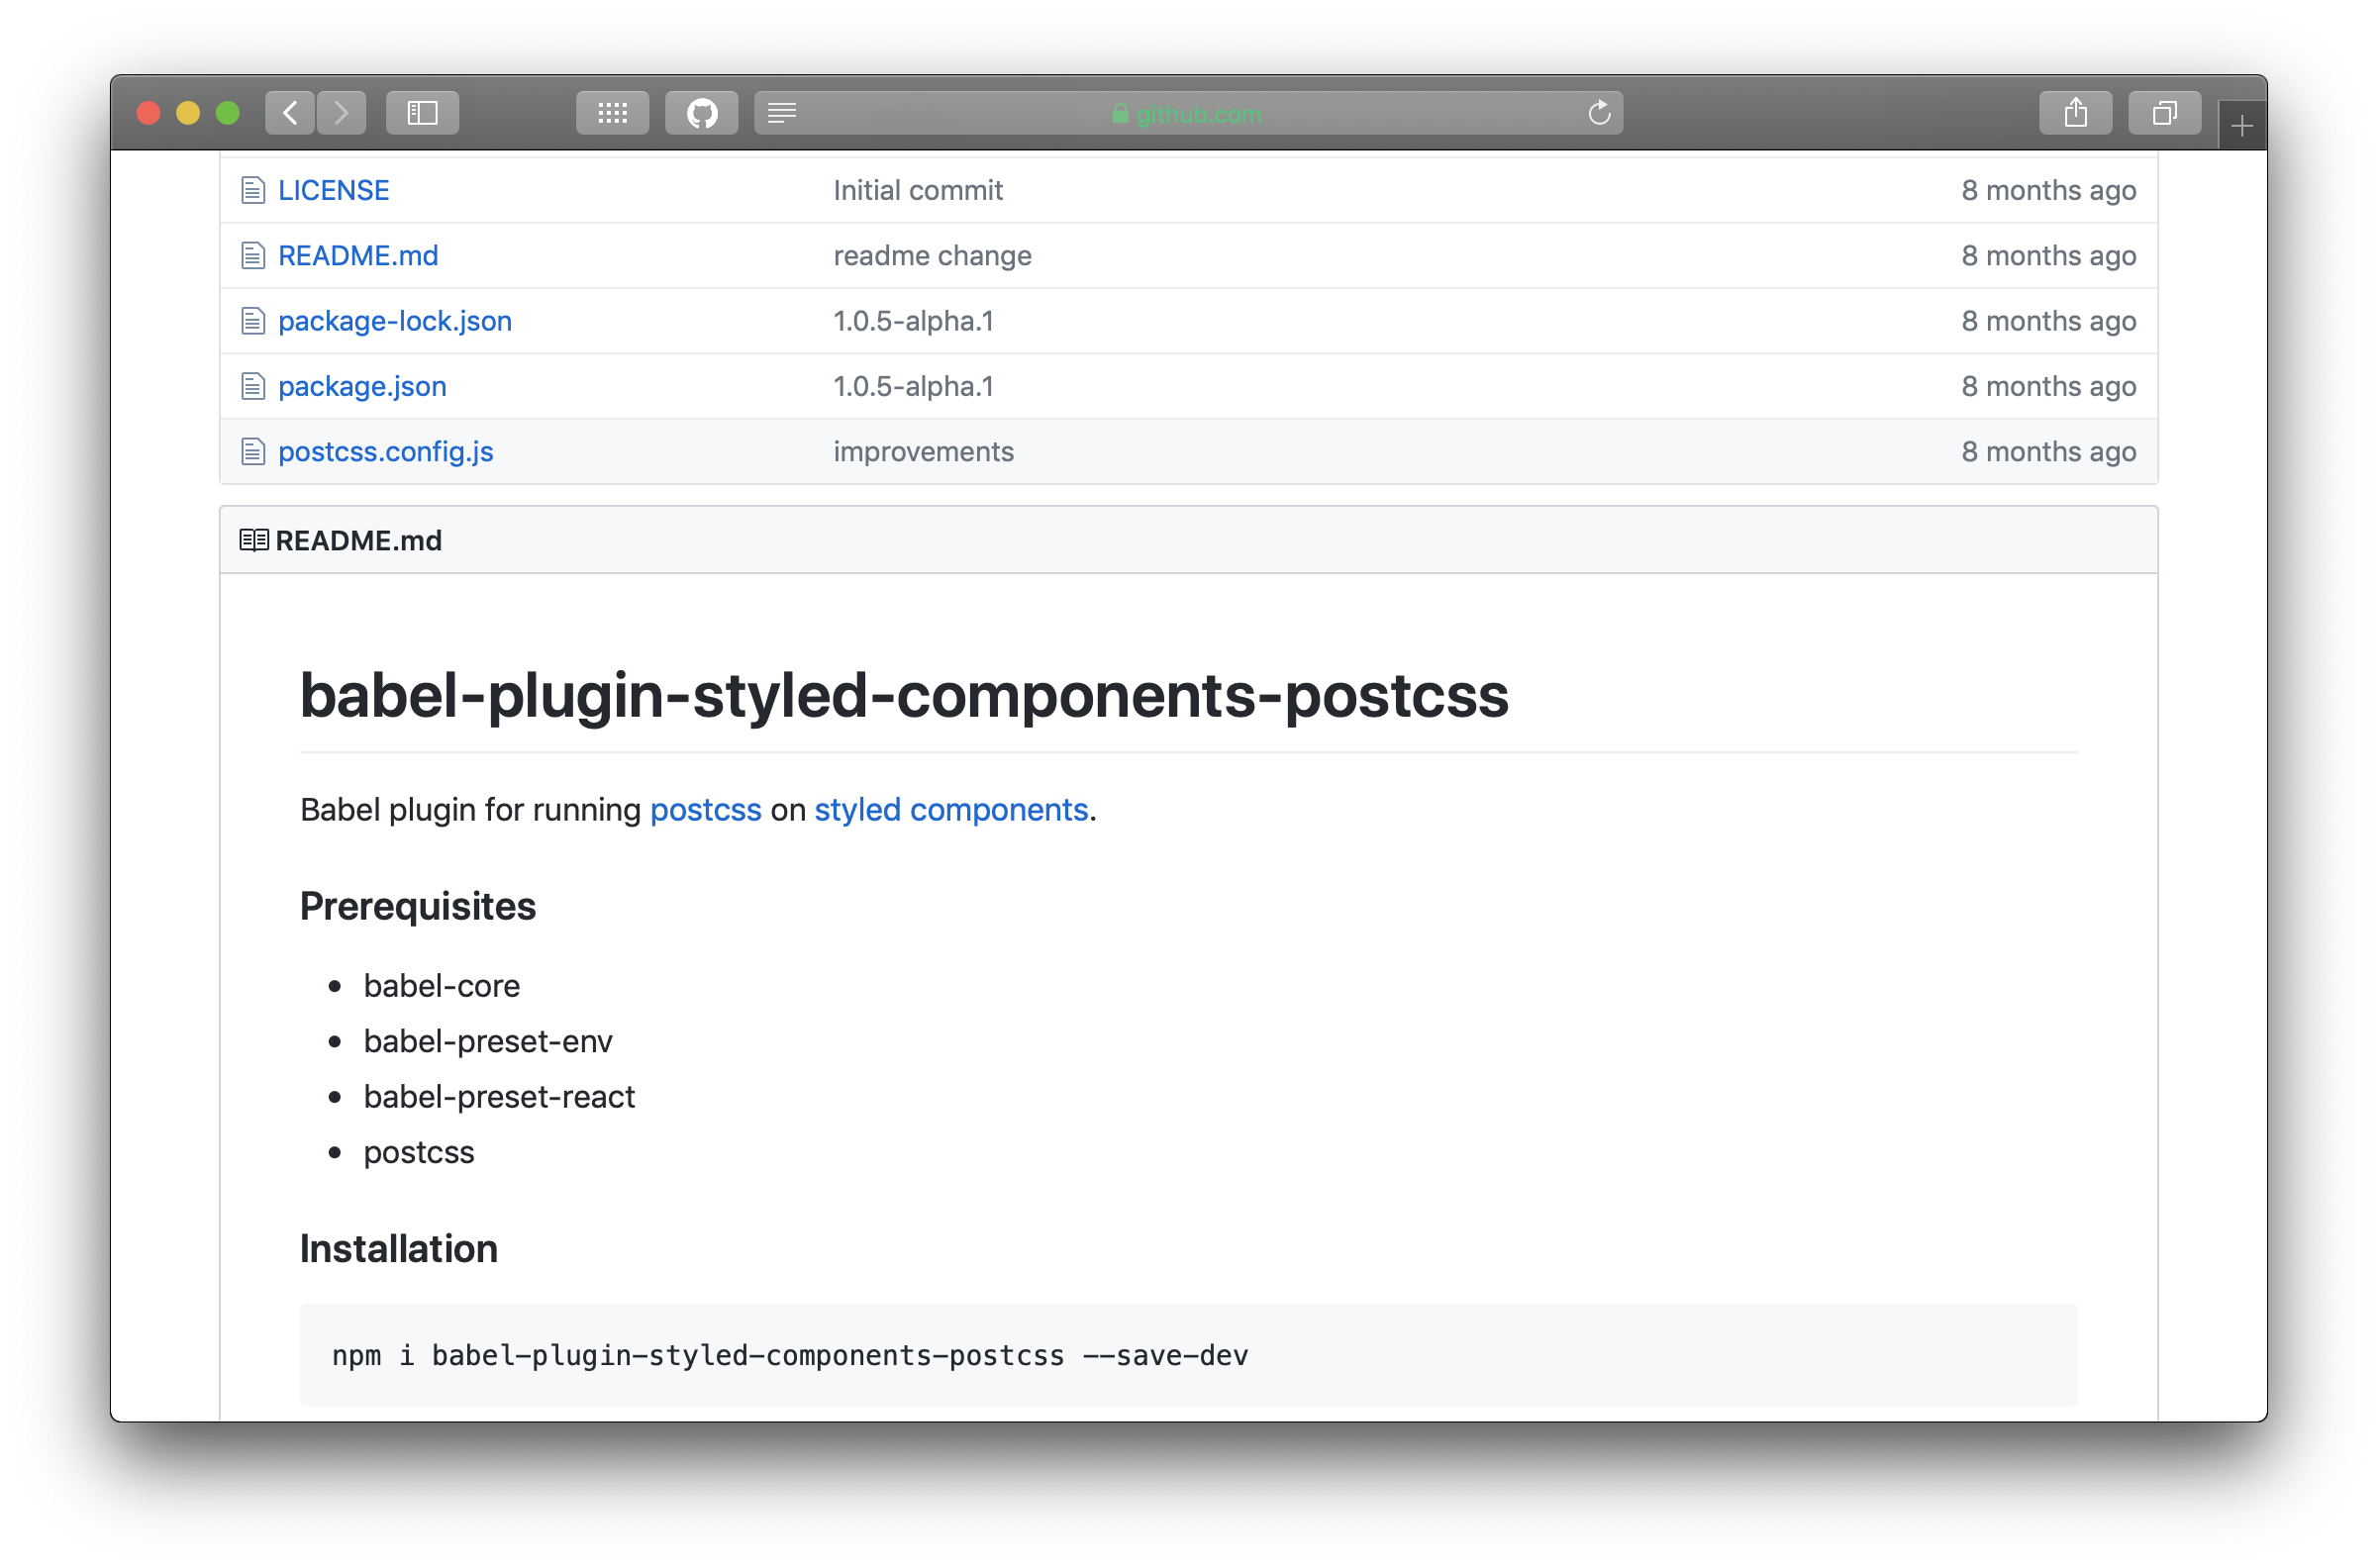 github.com
LICENSE Initial commit 8 months ago
README.md readme change 8 months ago
package-lock.json 1.0.5-alpha.1 8 months ago
package.json 1.0.5-alpha.1 8 months ago
postcss.config.js improvements 8 months ago
README.md
babel-plugin-styled-components-postcss
Babel plugin for running postcss on styled components.
Prerequisites
• babel-core
• babel-preset-env
• babel-preset-react
• postcss
Installation
npm i babel-plugin-styled-components-postcss --save-dev